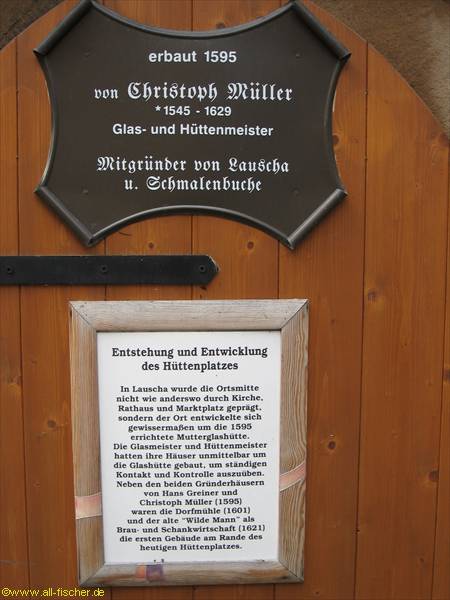 erbaut 1595
von Christoph Müller
*1545 - 1629
Glas- und Hüttenmeister
Mitgründer von Lauscha
u. Schmalenbuche
Entstehung und Entwicklung
des Hüttenplatzes
In Lauscha wurde die Ortsmitte
nicht wie anderswo durch Kirche,
Rathaus und Marktplatz geprägt,
sondern der Ort entwickelte sich
gewissermaßen um die 1595
errichtete Mutterglashütte.
Die Glasmeister und Hüttenmeister
hatten ihre Häuser unmittelbar um
die Glashütte gebaut, um ständigen
Kontakt und Kontrolle auszuüben.
Neben den beiden Gründerhäusern
von Hans Greiner und
Christoph Müller (1595)
waren die Dorfmühle (1601)
und der alte "Wilde Mann" als
Brau- und Schankwirtschaft (1621)
die ersten Gebäude am Rande des
heutigen Hüttenplatzes.
©www.all-fischer.de